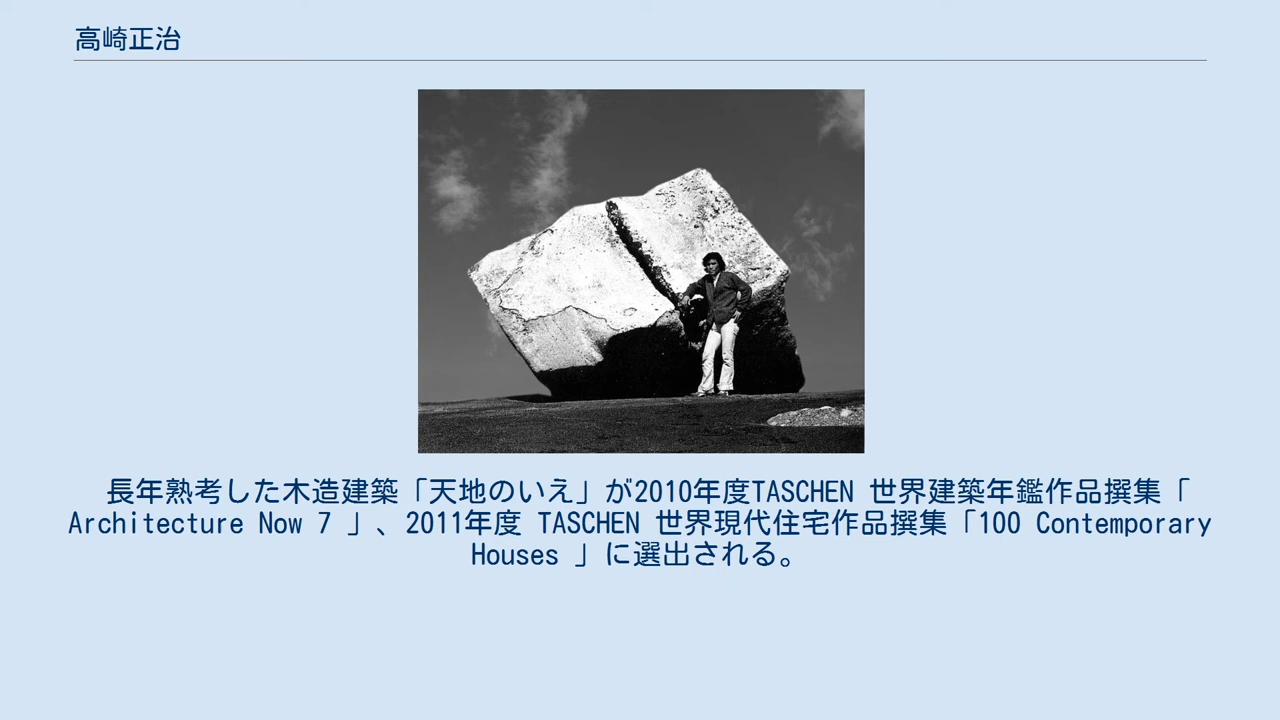 高崎正治
長年熟考した木造建築「天地のいえ」が2010年度TASCHEN 世界建築年鑑作品撰集「
Architecture Now 7 」、2011年度 TASCHEN 世界現代住宅作品撰集「100 Contemporary
Houses 」に選出される。